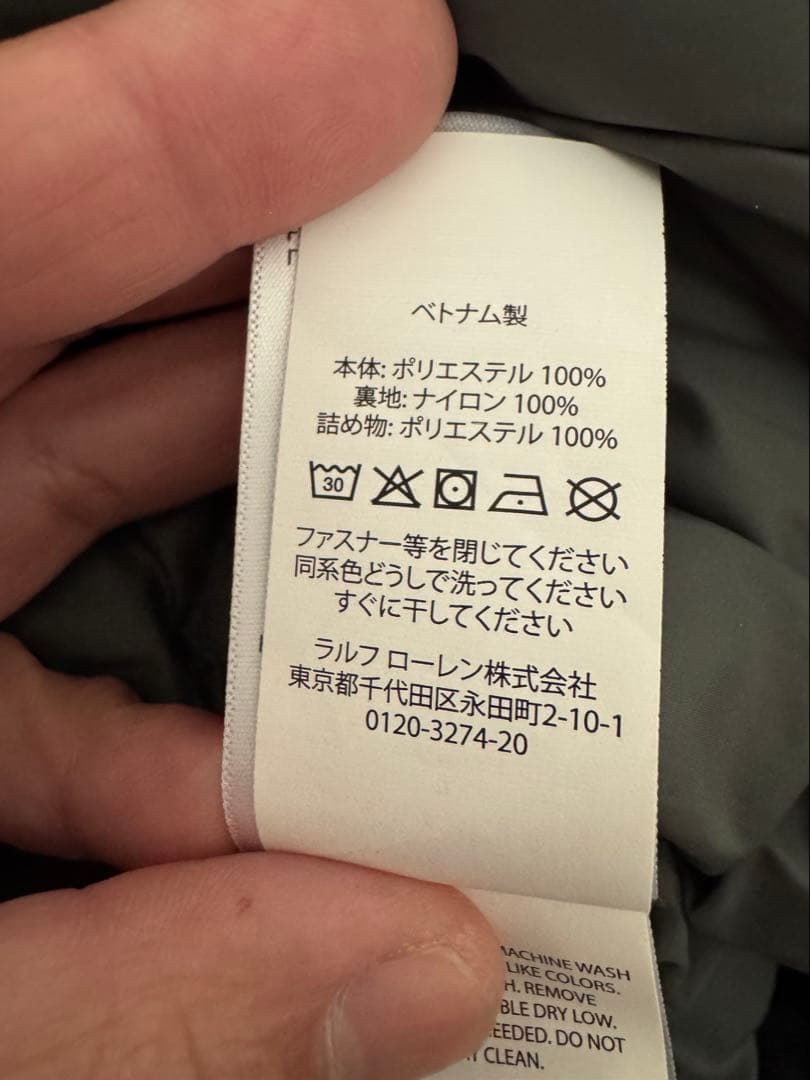 ベトナム製
本体: ポリエステル 100%
裏地: ナイロン 100%
詰め物: ポリエステル 100%
30
ファスナー等を閉じてください
同系色どうしで洗ってください
すぐに干してください
ラルフ ローレン株式会社
東京都千代田区永田町2-10-1
0120-3274-20
MACHINE WASH
LIKE COLORS.
REMOVE
DRY LOW.
DO NOT
CLEAN.